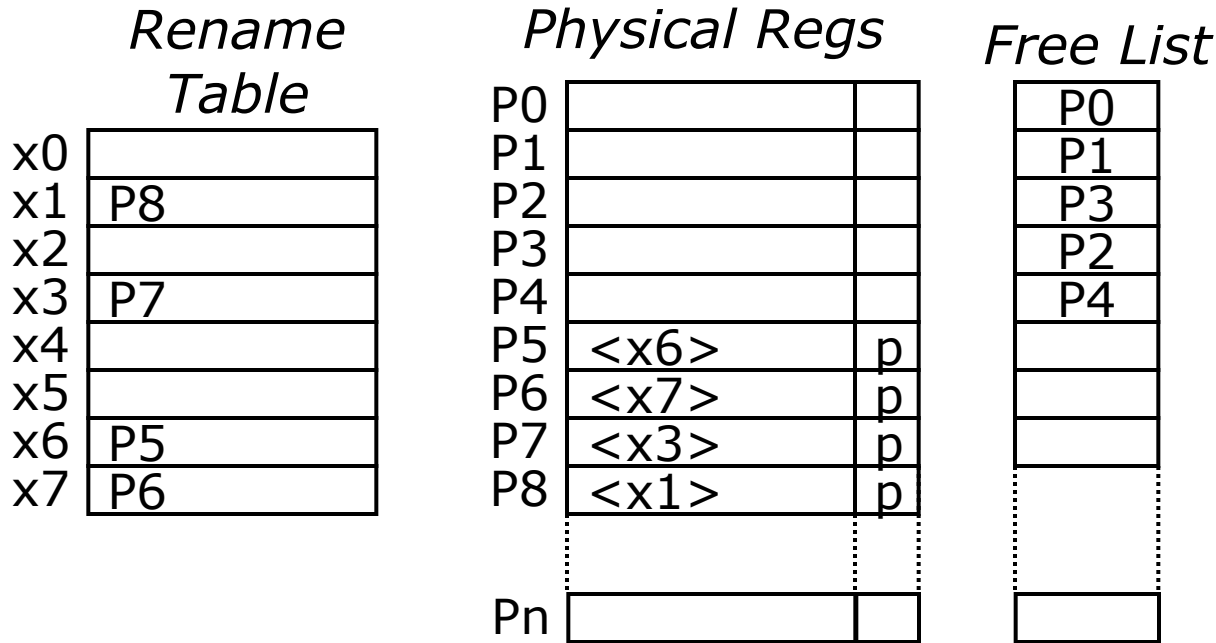 Rename
Table
x0
x1 P8
x2
x3 P7
x4
x5
x6 P5
x7 P6
Physical Regs
P0
P1
P2
P3
P4
P5 <x6> p
P6 <x7> p
P7 <x3> p
P8 <x1> p
Pn
Free List
P0
P1
P3
P2
P4